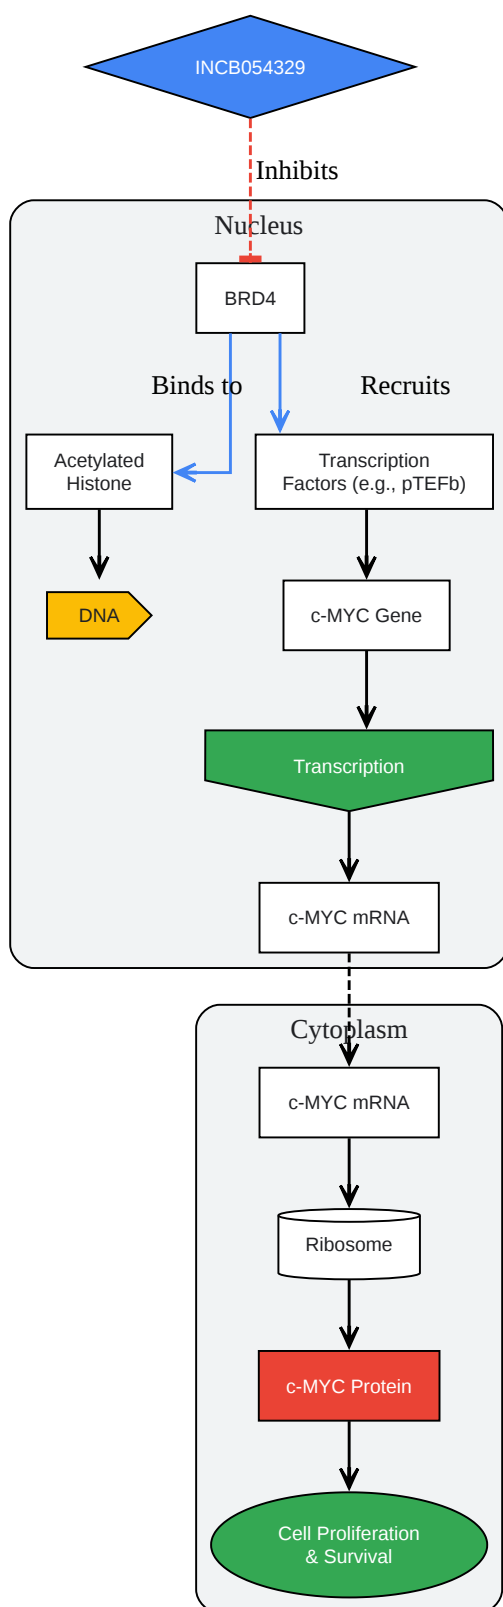 INCB054329
Inhibits
Nucleus
BRD4
Binds to
Recruits
Acetylated
Histone
Transcription
Factors (e.g., pTEFb)
DNA
c-MYC Gene
Transcription
c-MYC mRNA
Cytoplasm
c-MYC mRNA
Ribosome
c-MYC Protein
Cell Proliferation
& Survival